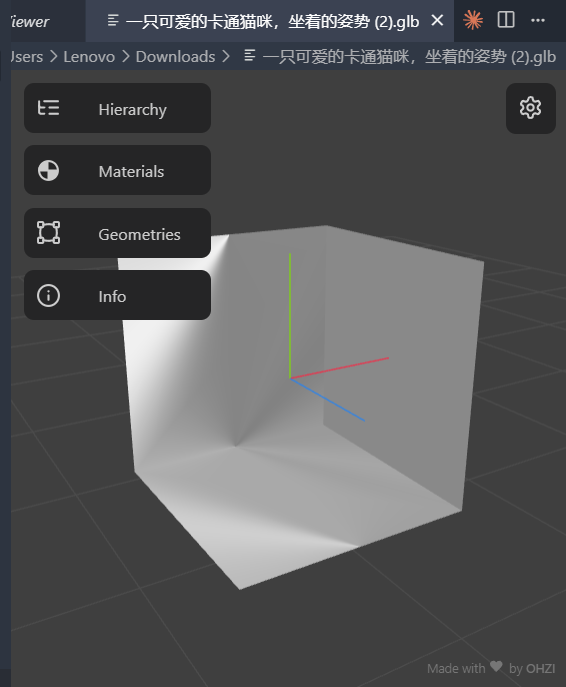 iewer
一只可爱的卡通猫咪，坐着的姿势 (2).glb
Users > Lenovo > Downloads > 一只可爱的卡通猫咪，坐着的姿势 (2).glb
Hierarchy
Materials
Geometries
Info
Made with ♥ by OHZI